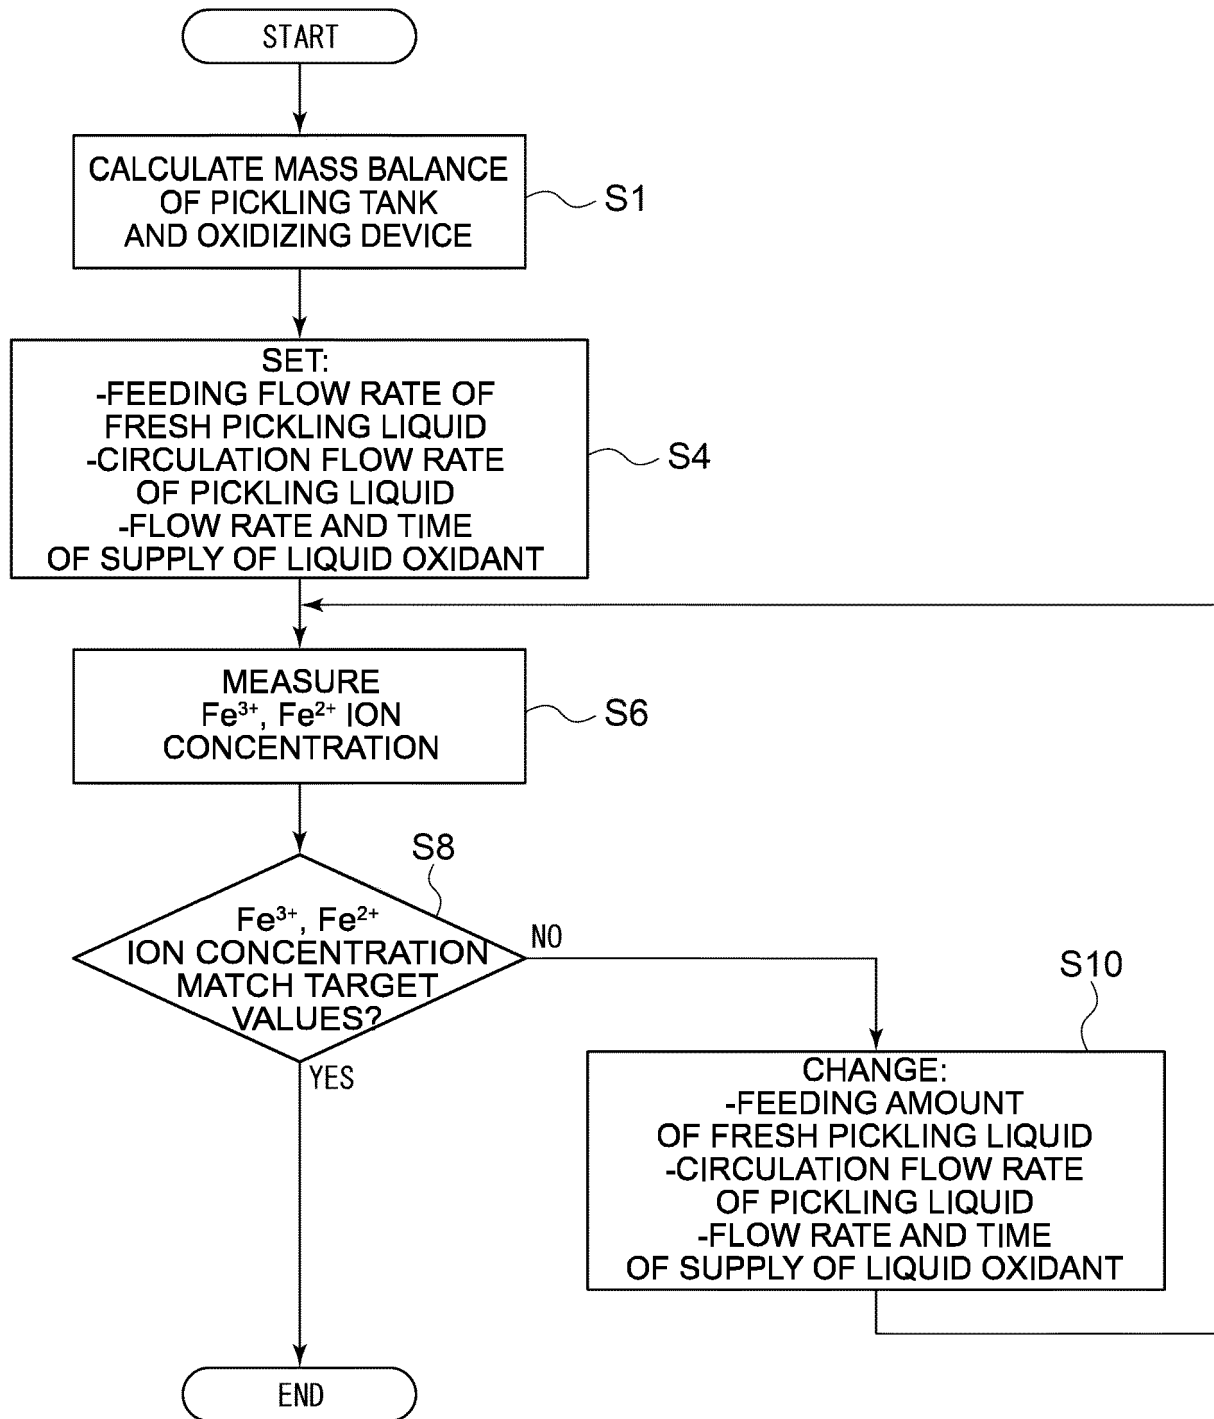 START
CALCULATE MASS BALANCE
OF PICKLING TANK
AND OXIDIZING DEVICE
S1
SET:
-FEEDING FLOW RATE OF
FRESH PICKLING LIQUID
-CIRCULATION FLOW RATE
OF PICKLING LIQUID
-FLOW RATE AND TIME
OF SUPPLY OF LIQUID OXIDANT
S4
MEASURE
Fe³⁺, Fe²⁺ ION
CONCENTRATION
S6
S8
Fe³⁺, Fe²⁺
ION CONCENTRATION
MATCH TARGET
VALUES?
NO
YES
S10
CHANGE:
-FEEDING AMOUNT
OF FRESH PICKLING LIQUID
-CIRCULATION FLOW RATE
OF PICKLING LIQUID
-FLOW RATE AND TIME
OF SUPPLY OF LIQUID OXIDANT
END